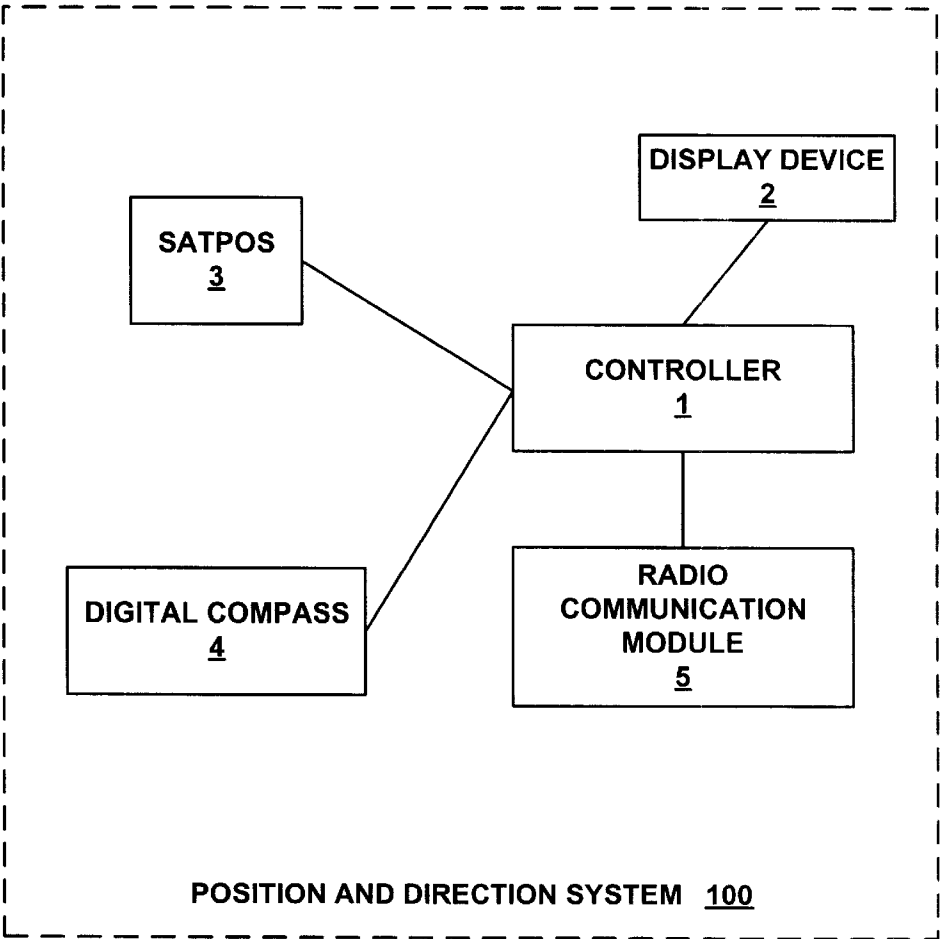 DISPLAY DEVICE
2
SATPOS
3
CONTROLLER
1
DIGITAL COMPASS
4
RADIO
COMMUNICATION
MODULE
5
POSITION AND DIRECTION SYSTEM 100